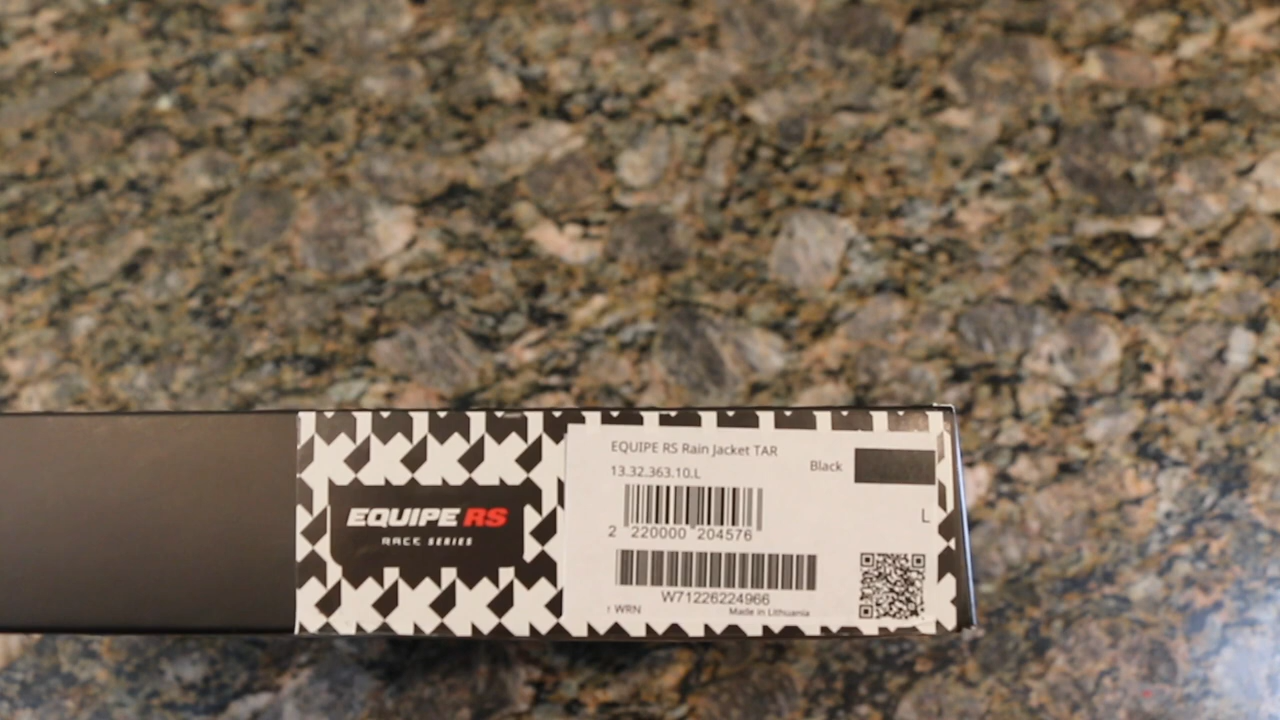 EQUIPE RS
RACE SERIES
EQUIPE RS Rain Jacket TAR
13.32.363.10.L
Black
L
2 220000 204576
W71226224966
WRN
Made in Lithuania